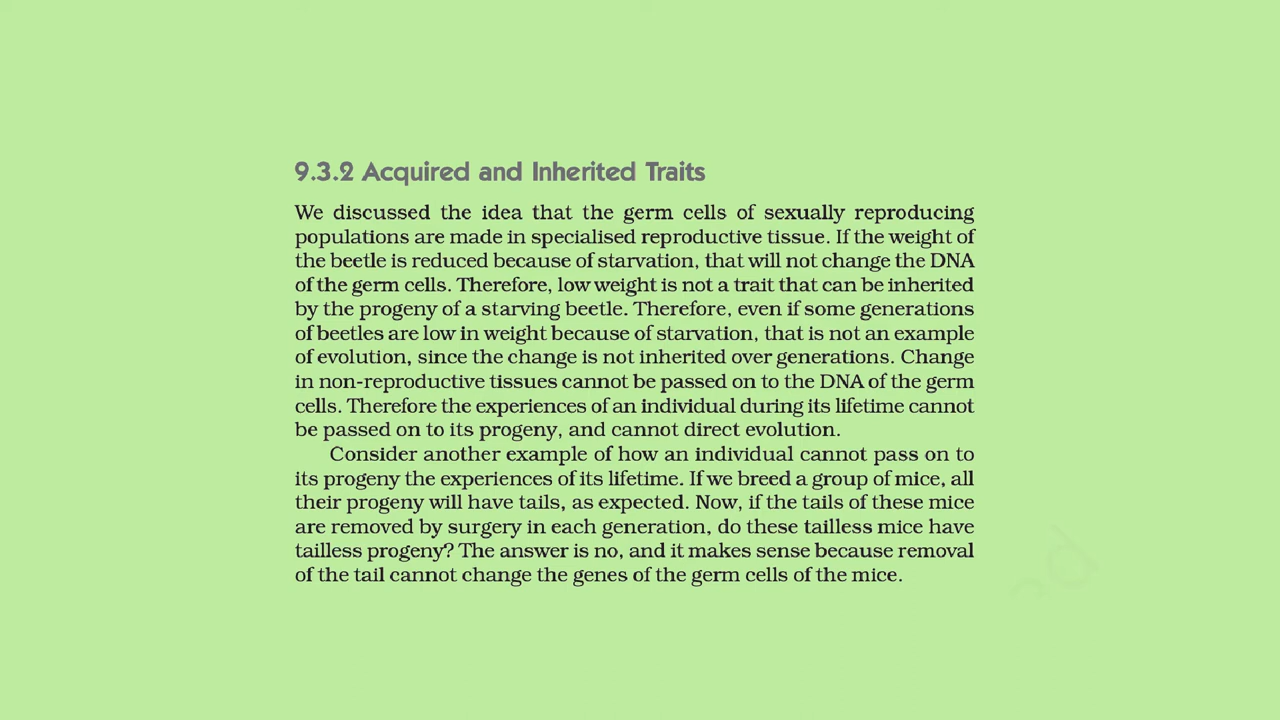 9.3.2 Acquired and Inherited Traits
We discussed the idea that the germ cells of sexually reproducing
populations are made in specialised reproductive tissue. If the weight of
the beetle is reduced because of starvation, that will not change the DNA
of the germ cells. Therefore, low weight is not a trait that can be inherited
by the progeny of a starving beetle. Therefore, even if some generations
of beetles are low in weight because of starvation, that is not an example
of evolution, since the change is not inherited over generations. Change
in non-reproductive tissues cannot be passed on to the DNA of the germ
cells. Therefore the experiences of an individual during its lifetime cannot
be passed on to its progeny, and cannot direct evolution.
Consider another example of how an individual cannot pass on to
its progeny the experiences of its lifetime. If we breed a group of mice, all
their progeny will have tails, as expected. Now, if the tails of these mice
are removed by surgery in each generation, do these tailless mice have
tailless progeny? The answer is no, and it makes sense because removal
of the tail cannot change the genes of the germ cells of the mice.